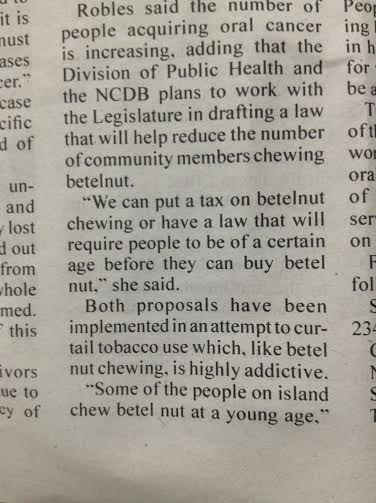 it is
must
ases
cer.”
case
cific
d of
un-
and
y lost
d out
from
whole
med.
this
ivors
ue to
cy of
Robles said the number of
people acquiring oral cancer
is increasing, adding that the
Division of Public Health and
the NCDB plans to work with
the Legislature in drafting a law
that will help reduce the number
of community members chewing
betelnut.
“We can put a tax on betelnut
chewing or have a law that will
require people to be of a certain
age before they can buy betel
nut,” she said.
Both proposals have been
implemented in an attempt to cur-
tail tobacco use which, like betel
nut chewing, is highly addictive.
“Some of the people on island
chew betel nut at a young age,”
Peop
ing
in h
for
be a
T
of th
wor
ora
of
ser
on
F
fol
S
234
N
S
T